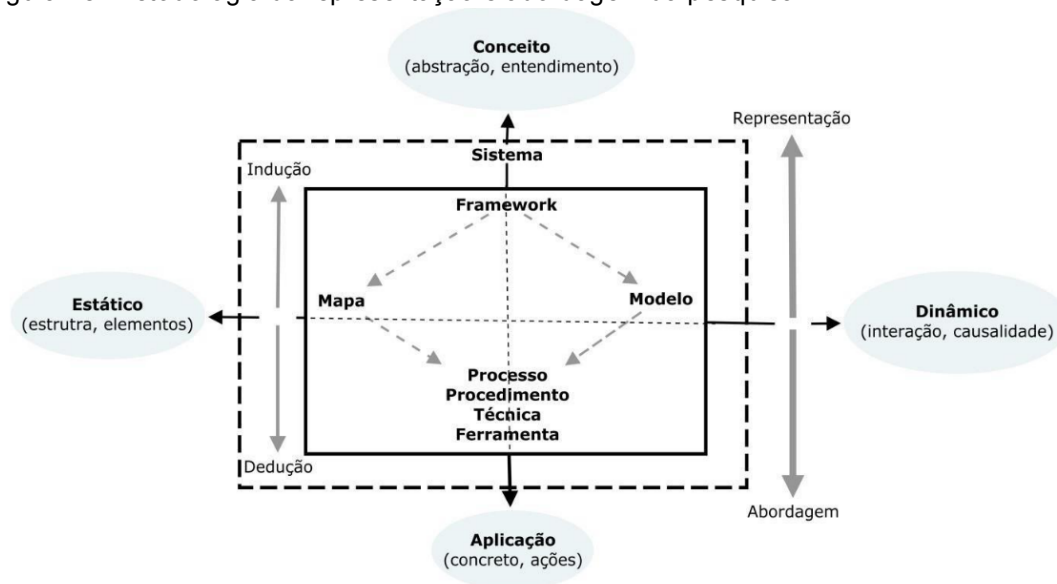 Conceito
(abstração, entendimento)
Representação
Sistema
Indução
Framework
Estático
(estrutra, elementos)
Mapa
Modelo
Dinâmico
(interação, causalidade)
Processo
Procedimento
Técnica
Ferramenta
Dedução
Abordagem
Aplicação
(concreto, ações)